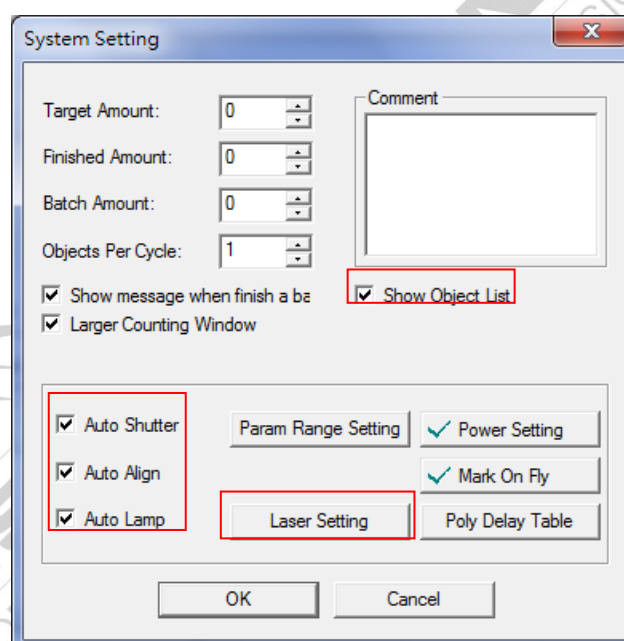 System Setting
Target Amount: 0
Finished Amount: 0
Batch Amount: 0
Objects Per Cycle: 1
Comment
Show message when finish a ba
Show Object List
Larger Counting Window
Auto Shutter
Param Range Setting
Power Setting
Auto Align
Mark On Fly
Auto Lamp
Laser Setting
Poly Delay Table
OK
Cancel